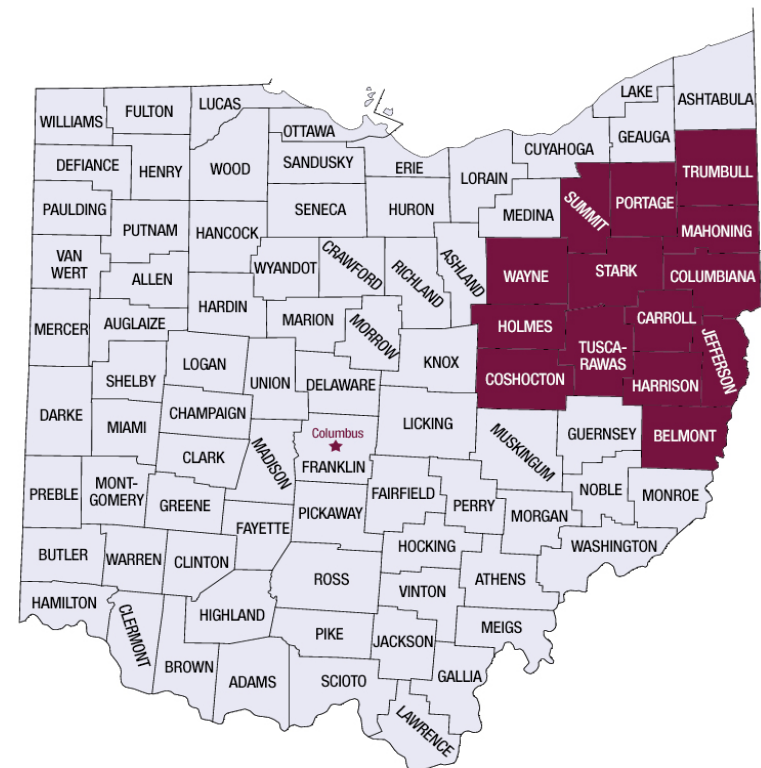 LAKE
ASHTABULA
WILLIAMS
FULTON
LUCAS
OTTAWA
CUYAHOGA
GEAUGA
DEFIANCE
HENRY
WOOD
SANDUSKY
ERIE
LORAIN
TRUMBULL
PAULDING
PUTNAM
HANCOCK
SENECA
HURON
MEDINA
SUMMIT
PORTAGE
MAHONING
VAN
WERT
ALLEN
WYANDOT
CRAWFORD
RICHLAND
ASHLAND
WAYNE
STARK
COLUMBIANA
MERCER
AUGLAIZE
HARDIN
MARION
MORROW
HOLMES
CARROLL
JEFFERSON
TUSCA-
RAWAS
SHELBY
LOGAN
UNION
DELAWARE
KNOX
COSHOCTON
HARRISON
DARKE
MIAMI
CHAMPAIGN
LICKING
MUSKINGUM
GUERNSEY
BELMONT
CLARK
MADISON
Columbus
FRANKLIN
PREBLE
MONT-
GOMERY
GREENE
FAYETTE
PICKAWAY
FAIRFIELD
PERRY
MORGAN
NOBLE
MONROE
BUTLER
WARREN
CLINTON
ROSS
HOCKING
ATHENS
WASHINGTON
HAMILTON
CLERMONT
HIGHLAND
PIKE
VINTON
JACKSON
MEIGS
BROWN
ADAMS
SCIOTO
GALLIA
LAWRENCE